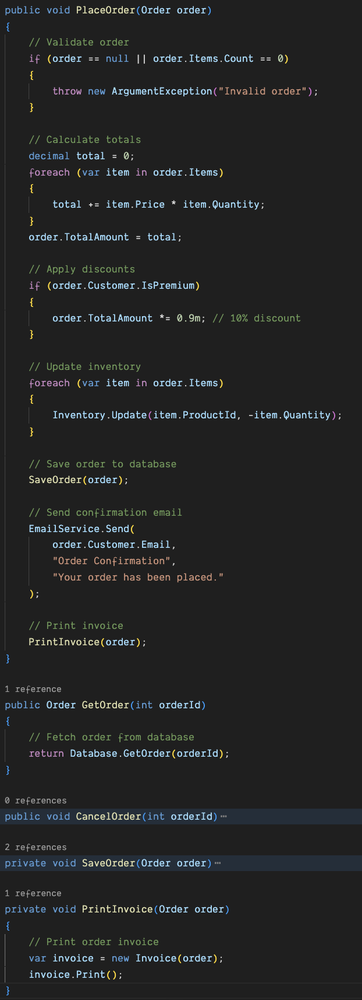 public void PlaceOrder(Order order)
{
    // Validate order
    if (order == null || order.Items.Count == 0)
    {
        throw new ArgumentException("Invalid order");
    }

    // Calculate totals
    decimal total = 0;
    foreach (var item in order.Items)
    {
        total += item.Price * item.Quantity;
    }
    order.TotalAmount = total;

    // Apply discounts
    if (order.Customer.IsPremium)
    {
        order.TotalAmount *= 0.9m; // 10% discount
    }

    // Update inventory
    foreach (var item in order.Items)
    {
        Inventory.Update(item.ProductId, -item.Quantity);
    }

    // Save order to database
    SaveOrder(order);

    // Send confirmation email
    EmailService.Send(
        order.Customer.Email,
        "Order Confirmation",
        "Your order has been placed."
    );

    // Print invoice
    PrintInvoice(order);
}

1 reference
public Order GetOrder(int orderId)
{
    // Fetch order from database
    return Database.GetOrder(orderId);
}

0 references
public void CancelOrder(int orderId) ⋯

2 references
private void SaveOrder(Order order) ⋯

1 reference
private void PrintInvoice(Order order)
{
    // Print order invoice
    var invoice = new Invoice(order);
    invoice.Print();
}